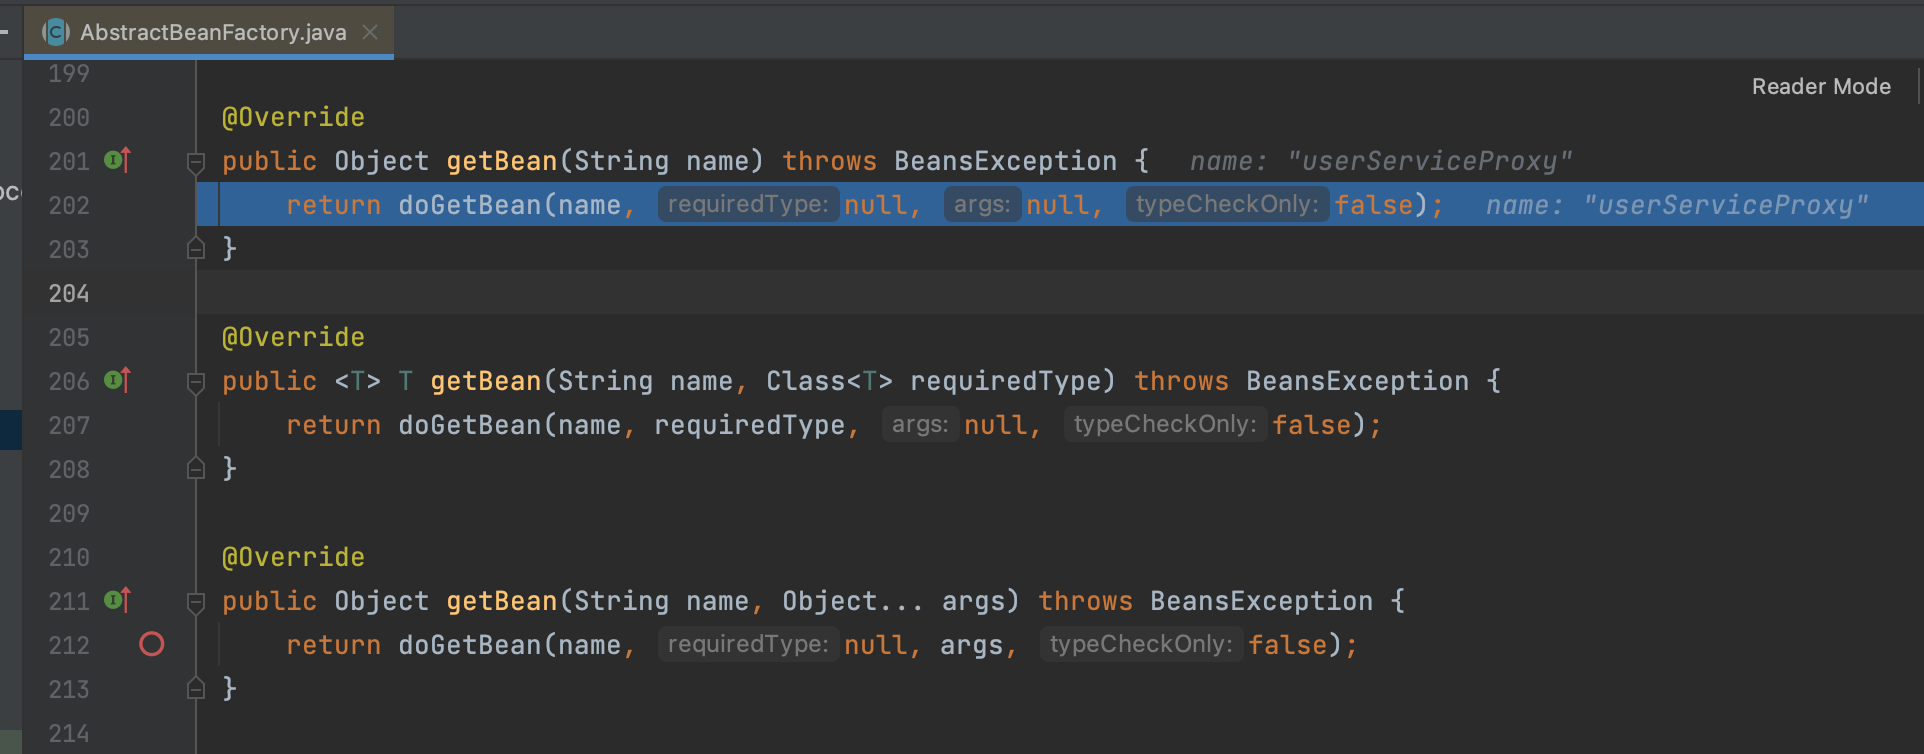 AbstractBeanFactory.java
Reader Mode
199
200 @Override
201 public Object getBean(String name) throws BeansException { name: "userServiceProxy"
202 return doGetBean(name, requiredType: null, args: null, typeCheckOnly: false); name: "userServiceProxy"
203 }
204
205 @Override
206 public <T> T getBean(String name, Class<T> requiredType) throws BeansException {
207 return doGetBean(name, requiredType, args: null, typeCheckOnly: false);
208 }
209
210 @Override
211 public Object getBean(String name, Object... args) throws BeansException {
212 return doGetBean(name, requiredType: null, args, typeCheckOnly: false);
213 }
214